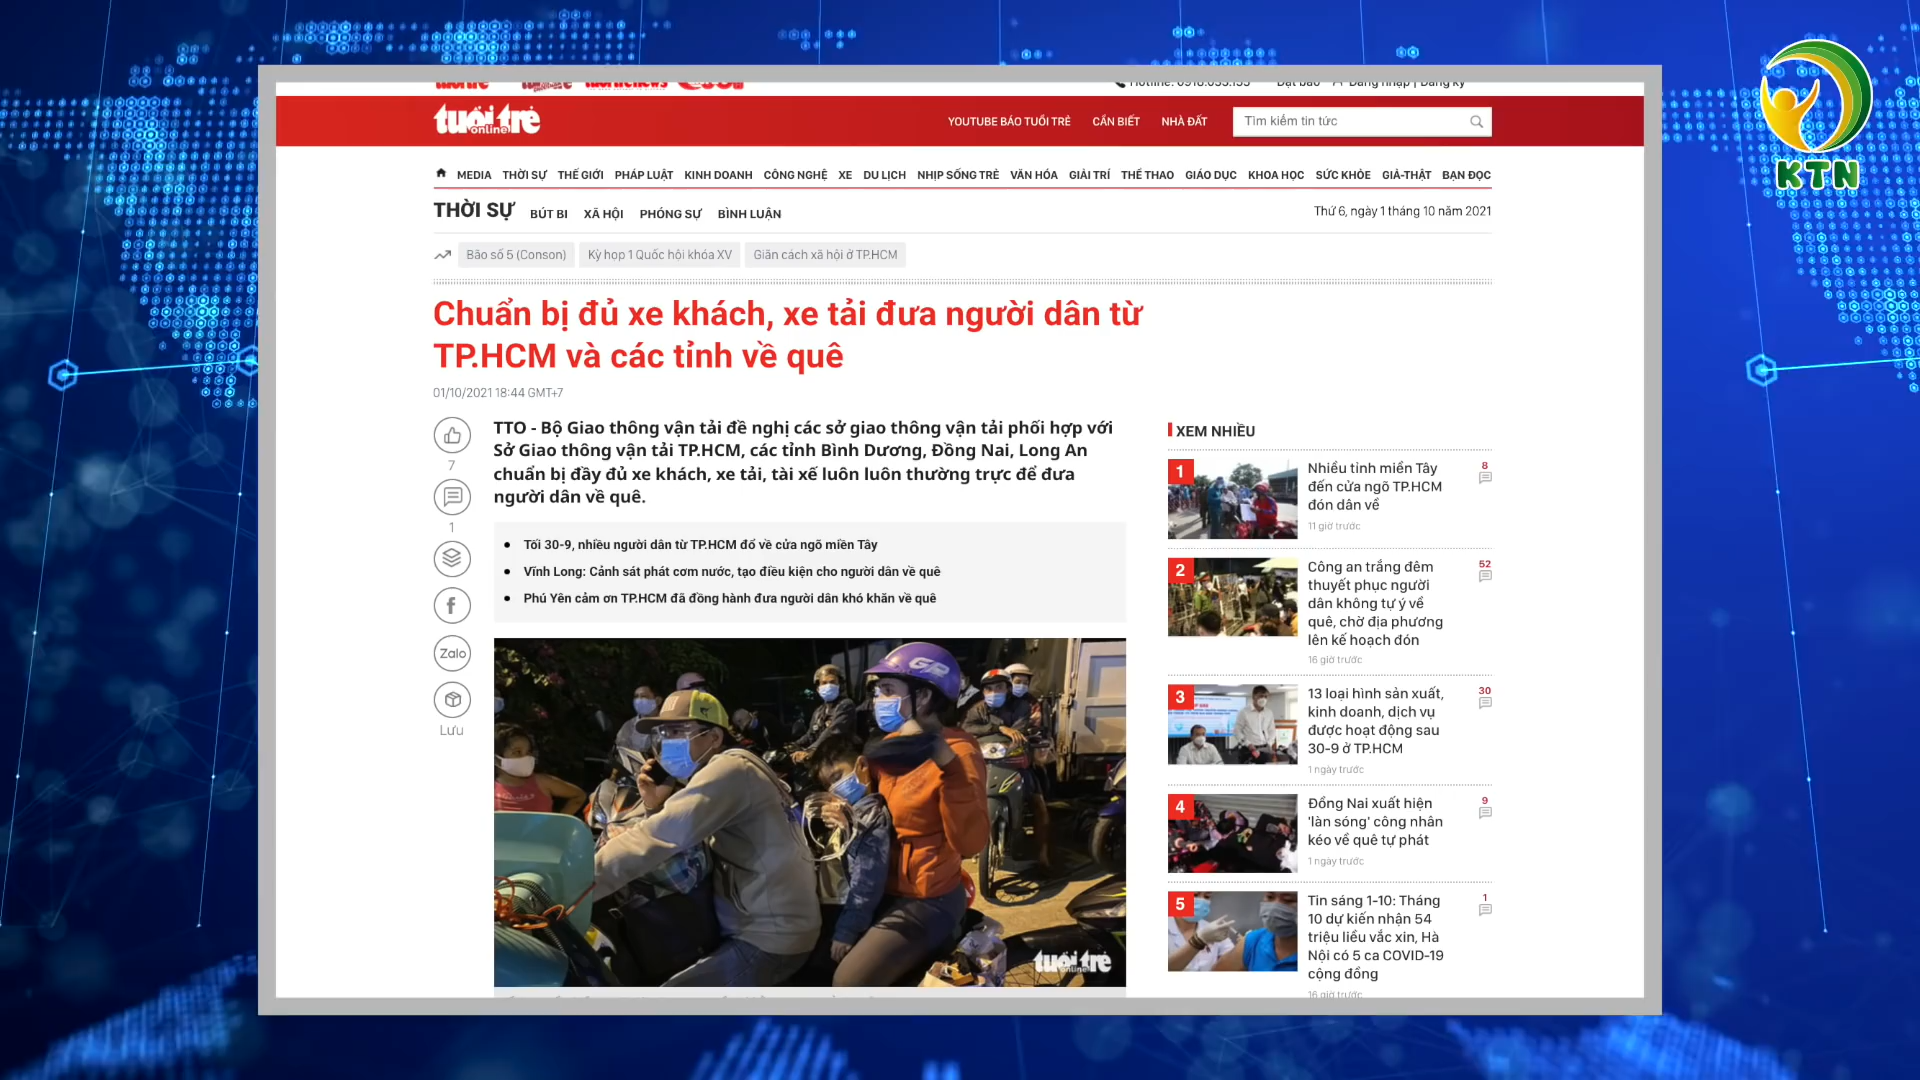 Hotline: 0918.033.133 Đặt báo Đăng nhập | Đăng ký
tuổi trẻ online
YOUTUBE BÁO TUỔI TRẺ CẦN BIẾT NHÀ ĐẤT Tìm kiếm tin tức
KTN
MEDIA THỜI SỰ THẾ GIỚI PHÁP LUẬT KINH DOANH CÔNG NGHỆ XE DU LỊCH NHỊP SỐNG TRẺ VĂN HÓA GIẢI TRÍ THỂ THAO GIÁO DỤC KHOA HỌC SỨC KHỎE GIẢ-THẬT BẠN ĐỌC
THỜI SỰ BÚT BI XÃ HỘI PHÓNG SỰ BÌNH LUẬN Thứ 6, ngày 1 tháng 10 năm 2021
Bão số 5 (Conson) Kỳ họp 1 Quốc hội khóa XV Giãn cách xã hội ở TP.HCM
Chuẩn bị đủ xe khách, xe tải đưa người dân từ
TP.HCM và các tỉnh về quê
01/10/2021 18:44 GMT+7
TTO - Bộ Giao thông vận tải đề nghị các sở giao thông vận tải phối hợp với
Sở Giao thông vận tải TP.HCM, các tỉnh Bình Dương, Đồng Nai, Long An
chuẩn bị đầy đủ xe khách, xe tải, tài xế luôn luôn thường trực để đưa
người dân về quê.
7
1
f
Zalo
Lưu
Tối 30-9, nhiều người dân từ TP.HCM đổ về cửa ngõ miền Tây
Vĩnh Long: Cảnh sát phát cơm nước, tạo điều kiện cho người dân về quê
Phú Yên cảm ơn TP.HCM đã đồng hành đưa người dân khó khăn về quê
GP
tuổi trẻ online
XEM NHIỀU
1
Nhiều tỉnh miền Tây
đến cửa ngõ TP.HCM
đón dân về
11 giờ trước
8
2
Công an trắng đêm
thuyết phục người
dân không tự ý về
quê, chờ địa phương
lên kế hoạch đón
16 giờ trước
52
3
13 loại hình sản xuất,
kinh doanh, dịch vụ
được hoạt động sau
30-9 ở TP.HCM
1 ngày trước
30
4
Đồng Nai xuất hiện
'làn sóng' công nhân
kéo về quê tự phát
1 ngày trước
9
5
Tin sáng 1-10: Tháng
10 dự kiến nhận 54
triệu liều vắc xin, Hà
Nội có 5 ca COVID-19
cộng đồng
16 giờ trước
1